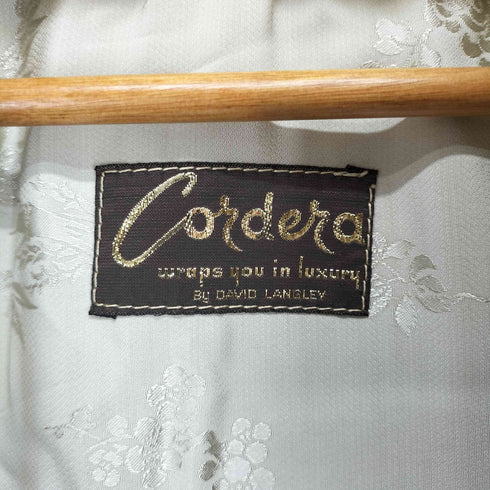 Cordera
wraps you in luxury
By DAVID LANGLEY